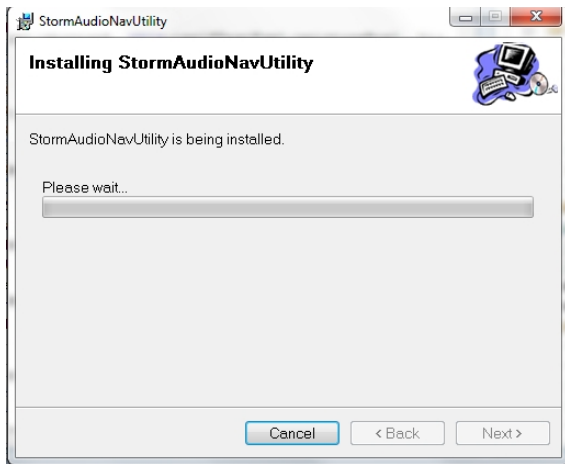 StormAudioNavUtility
Installing StormAudioNavUtility
StormAudioNavUtility is being installed.
Please wait...
Cancel
< Back
Next >